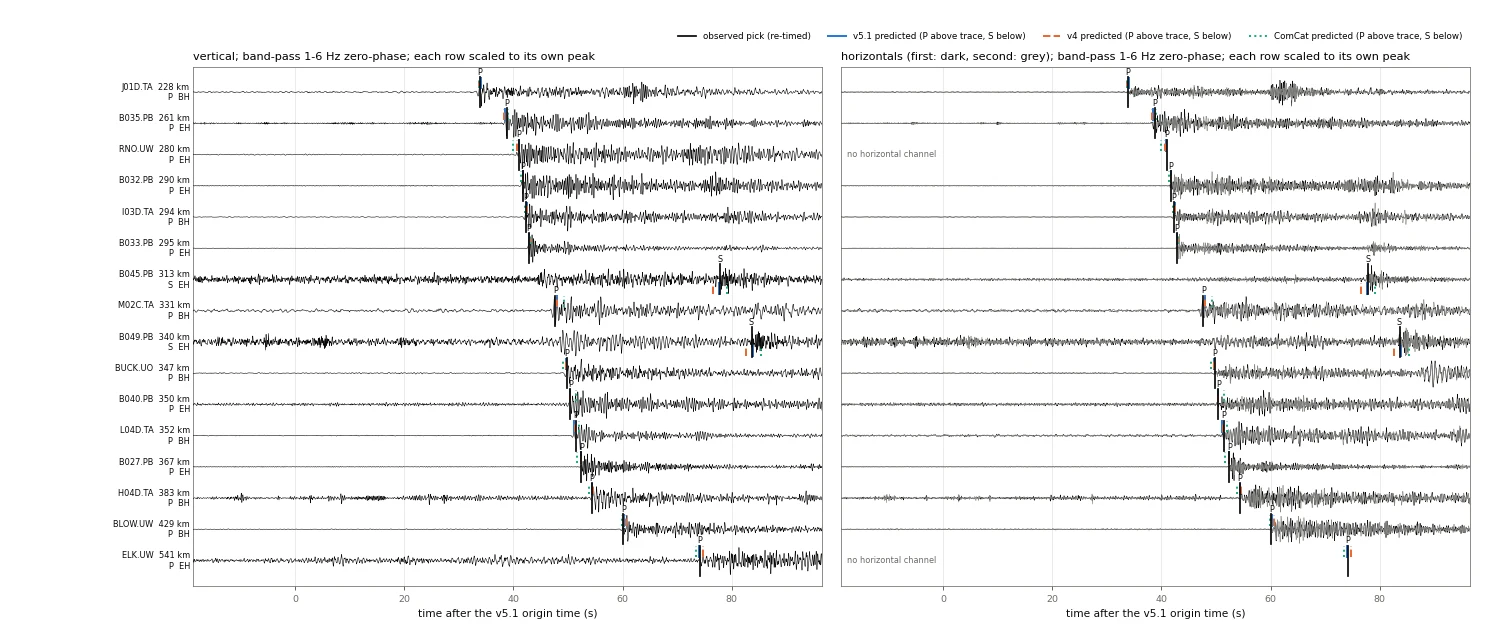 observed pick (re-timed) v5.1 predicted (P above trace, S below) v4 predicted (P above trace, S below) ComCat predicted (P above trace, S below)
vertical; band-pass 1-6 Hz zero-phase; each row scaled to its own peak
horizontals (first: dark, second: grey); band-pass 1-6 Hz zero-phase; each row scaled to its own peak
J01D.TA 228 km
P BH
B035.PB 261 km
P EH
RNO.UW 280 km
P EH
B032.PB 290 km
P EH
I03D.TA 294 km
P BH
B033.PB 295 km
P EH
B045.PB 313 km
S EH
M02C.TA 331 km
P BH
B049.PB 340 km
S EH
BUCK.UO 347 km
P BH
B040.PB 350 km
P EH
L04D.TA 352 km
P BH
B027.PB 367 km
P EH
H04D.TA 383 km
P BH
BLOW.UW 429 km
P BH
ELK.UW 541 km
P EH
P
P
P
P
P
P
S
P
S
P
P
P
P
P
P
P
0 20 40 60 80
time after the v5.1 origin time (s)
P
P
P
no horizontal channel
P
P
P
S
P
S
P
P
P
P
P
P
P
no horizontal channel
0 20 40 60 80
time after the v5.1 origin time (s)